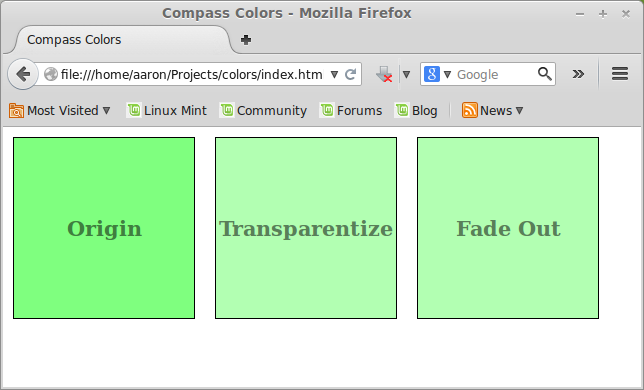 Compass Colors - Mozilla Firefox
Compass Colors
file:///home/aaron/Projects/colors/index.htm
Google
Most Visited
Linux Mint
Community
Forums
Blog
News
Origin
Transparentize
Fade Out